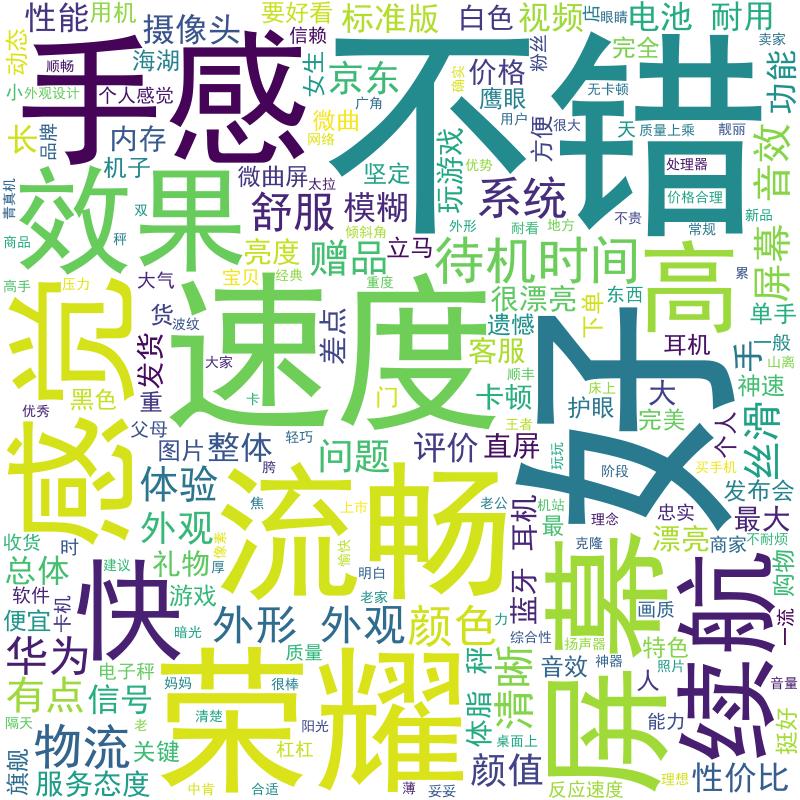 性能
用机
摄像头
要好看
标准版
白色
视频
店
眼睛
电池
耐用
动态
手感
不错
海湖
信赖
女生
京东
价格
粉丝
完全
卖家
功能
小
外观设计
顺畅
个人感觉
广角
鹰眼
确实
用户
无卡顿
长
品牌
内存
微曲
网络
方便
很大
天
质量上乘
靓丽
音效
机子
微曲屏
太拉
坚定
玩游戏
优势
处理器
青真机
效果
舒服
模糊
系统
价格合理
双
倾斜角
外形
耐看
地方
不贵
常规
新品
商品
秤
亮度
赠品
立马
待机时间
高
屏幕
高手
压力
大气
宝贝
经典
重度
很漂亮
东西
累
单手
感觉
货
波纹
速度
差点
遗憾
下单
好
耳机
手
一般
重
发货
大家
客服
顺丰
山离
优秀
黑色
卡
门
卡顿
床上
护眼
大
神速
父母
图片
整体
轻巧
问题
评价
直屏
王者
玩玩
完美
个人
丝滑
体验
胯
流畅
阶段
买手机
外观
焦
上市
老公
耳机
机站
理念
忠实
发布会
最大
收货
时
像素
愉快
最
克隆
漂亮
商家
不耐烦
总体
礼物
厚
建议
快
明白
蓝牙
幕
购物
软件
卡机
游戏
老家
力
画质
续航
一流
便宜
外形
外观
颜色
综合性
扬声器
特色
华为
暗光
质量
荣耀
体脂
秤
清晰
音效
神器
照片
音量
有点
信号
电子秤
妈妈
很棒
人
屏
隔天
老
清楚
阳光
能力
挺好
旗舰
物流
关键
杠杠
桌面上
颜值
服务态度
中肯
合适
薄
妥妥
反应速度
理想
性价比